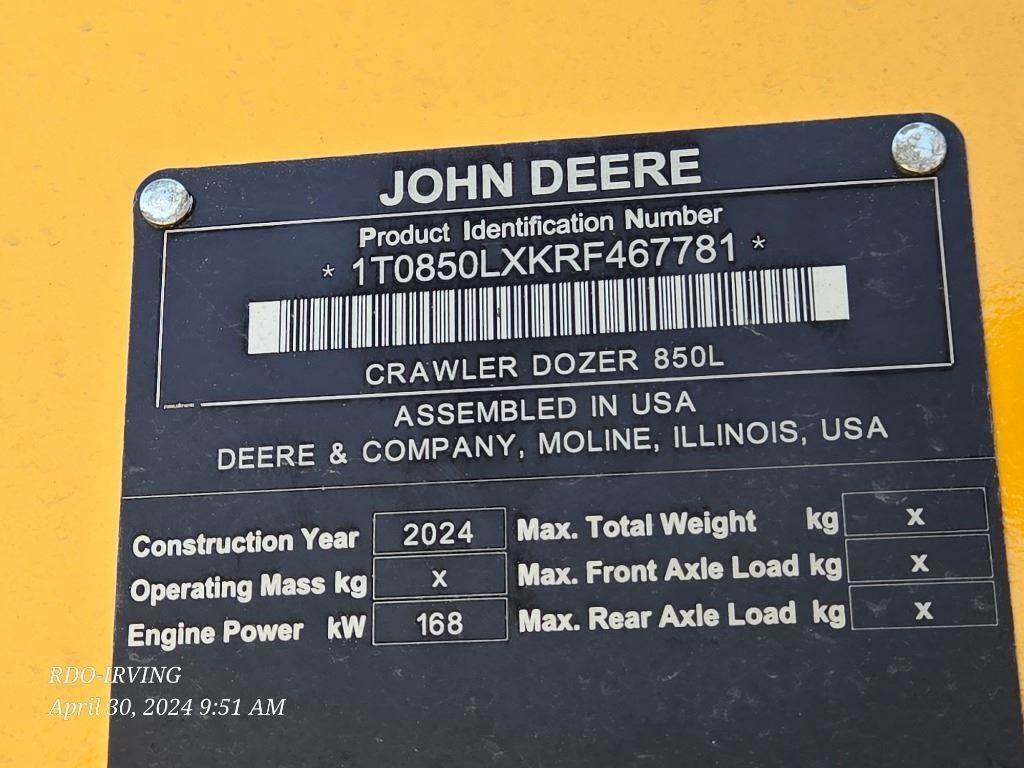 JOHN DEERE
Product Identification Number
* 1T0850LXKRF467781 *
CRAWLER DOZER 850L
ASSEMBLED IN USA
DEERE & COMPANY, MOLINE, ILLINOIS, USA
Construction Year 2024 Max. Total Weight kg X
Operating Mass kg X Max. Front Axle Load kg X
Engine Power kW 168 Max. Rear Axle Load kg X
RDO-IRVING
April 30, 2024 9:51 AM